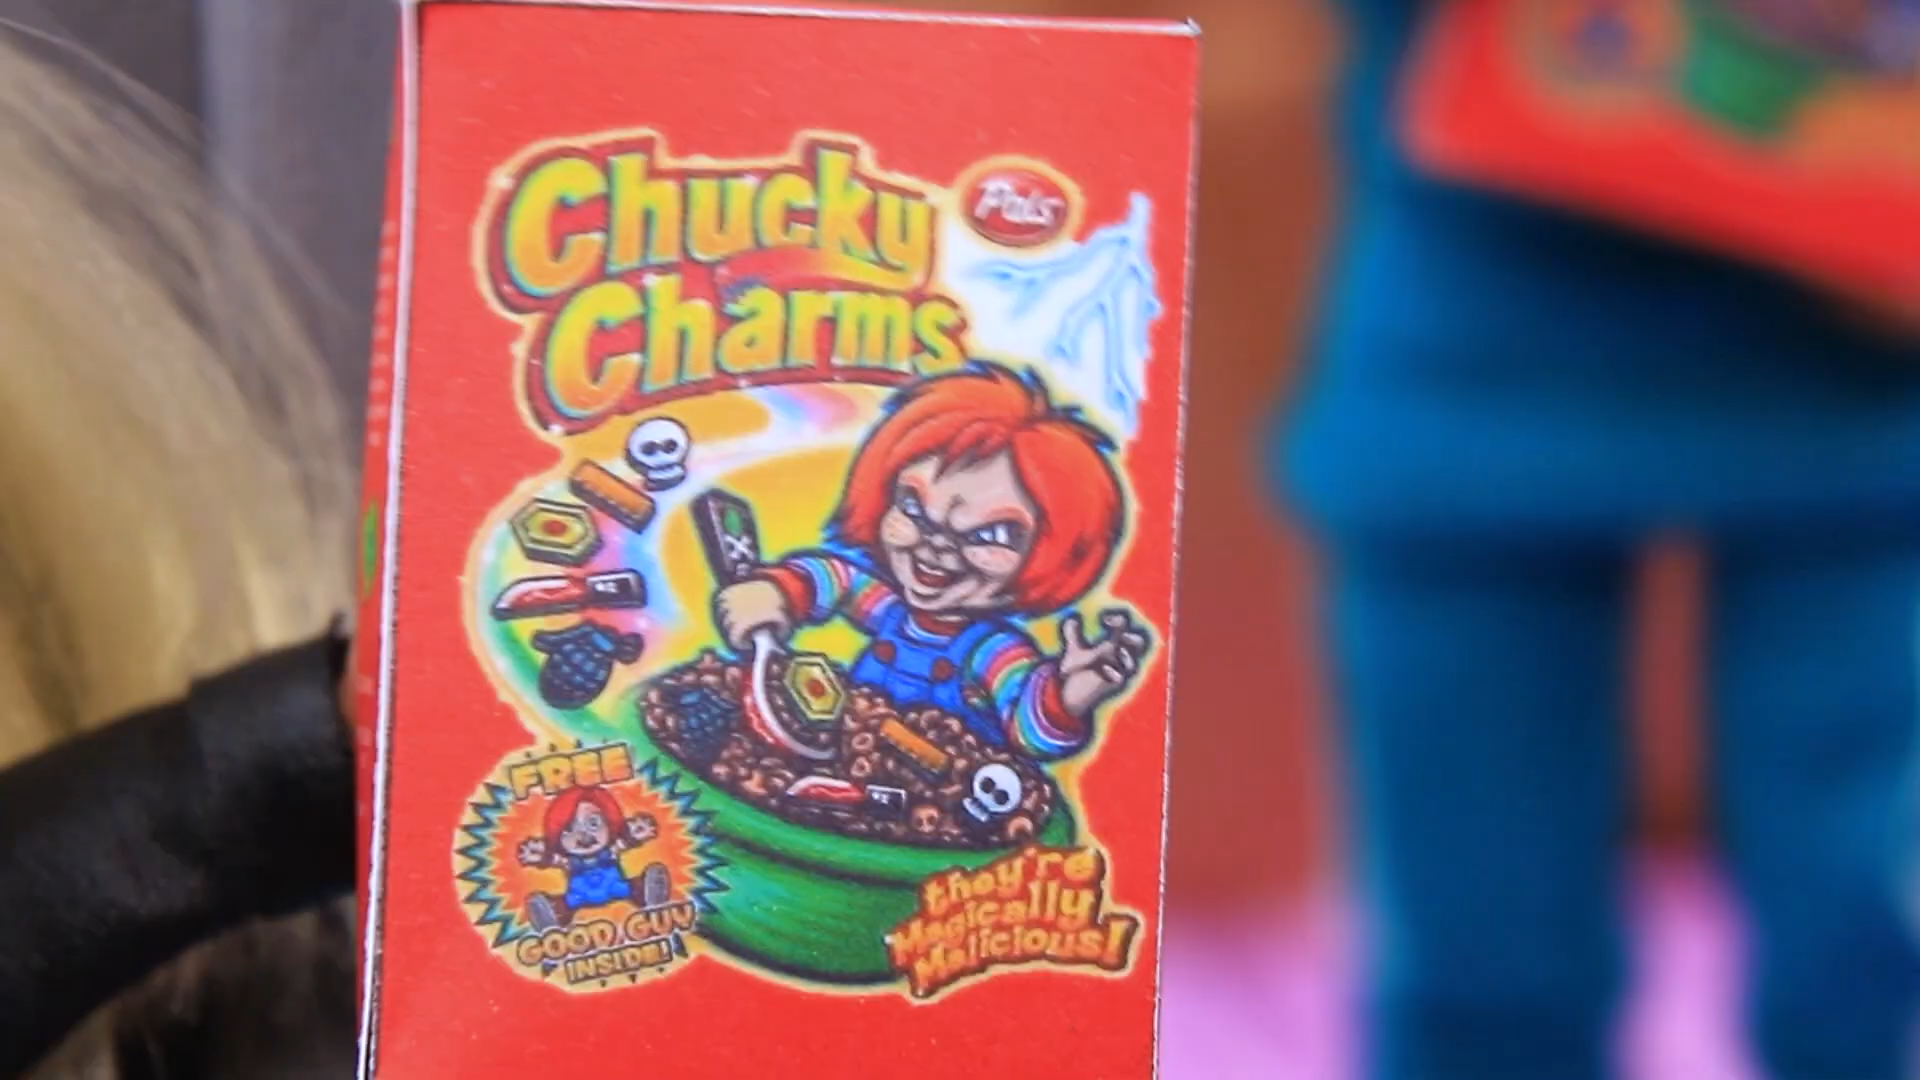 Chucky
Pals
Charms
FREE
GOOD GUY
INSIDE!
they're
Magically
Malicious!